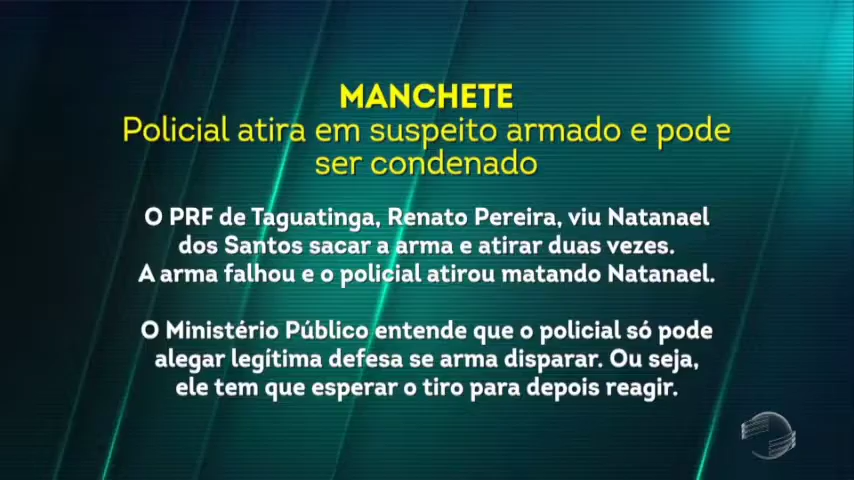 MANCHETE
Policial atira em suspeito armado e pode
ser condenado
O PRF de Taguatinga, Renato Pereira, viu Natanael
dos Santos sacar a arma e atirar duas vezes.
A arma falhou e o policial atirou matando Natanael.
O Ministério Público entende que o policial só pode
alegar legítima defesa se arma disparar. Ou seja,
ele tem que esperar o tiro para depois reagir.